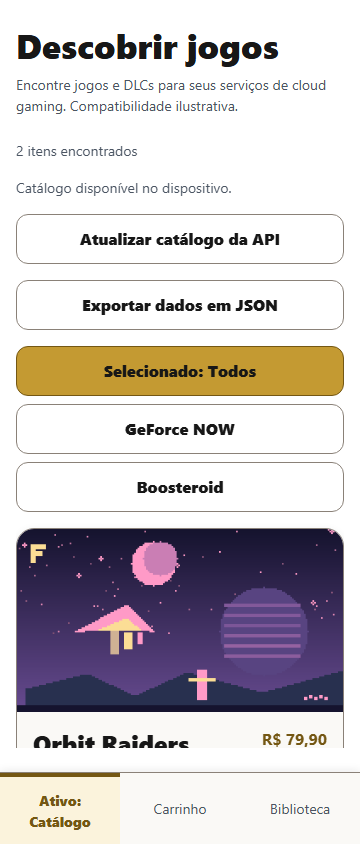 Descobrir jogos
Encontre jogos e DLCs para seus serviços de cloud
gaming. Compatibilidade ilustrativa.
2 itens encontrados
Catálogo disponível no dispositivo.
Atualizar catálogo da API
Exportar dados em JSON
Selecionado: Todos
GeForce NOW
Boosteroid
F
Orbit Raiders
R$ 79,90
Ativo:
Catálogo
Carrinho
Biblioteca